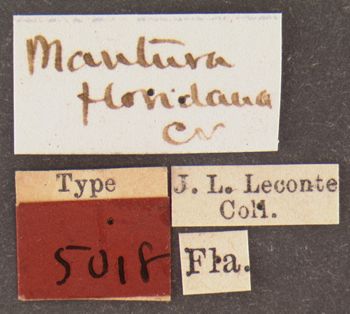 Mantura
floridana
Cr
Type
5018
J. L. Leconte
Coll.
Fla.